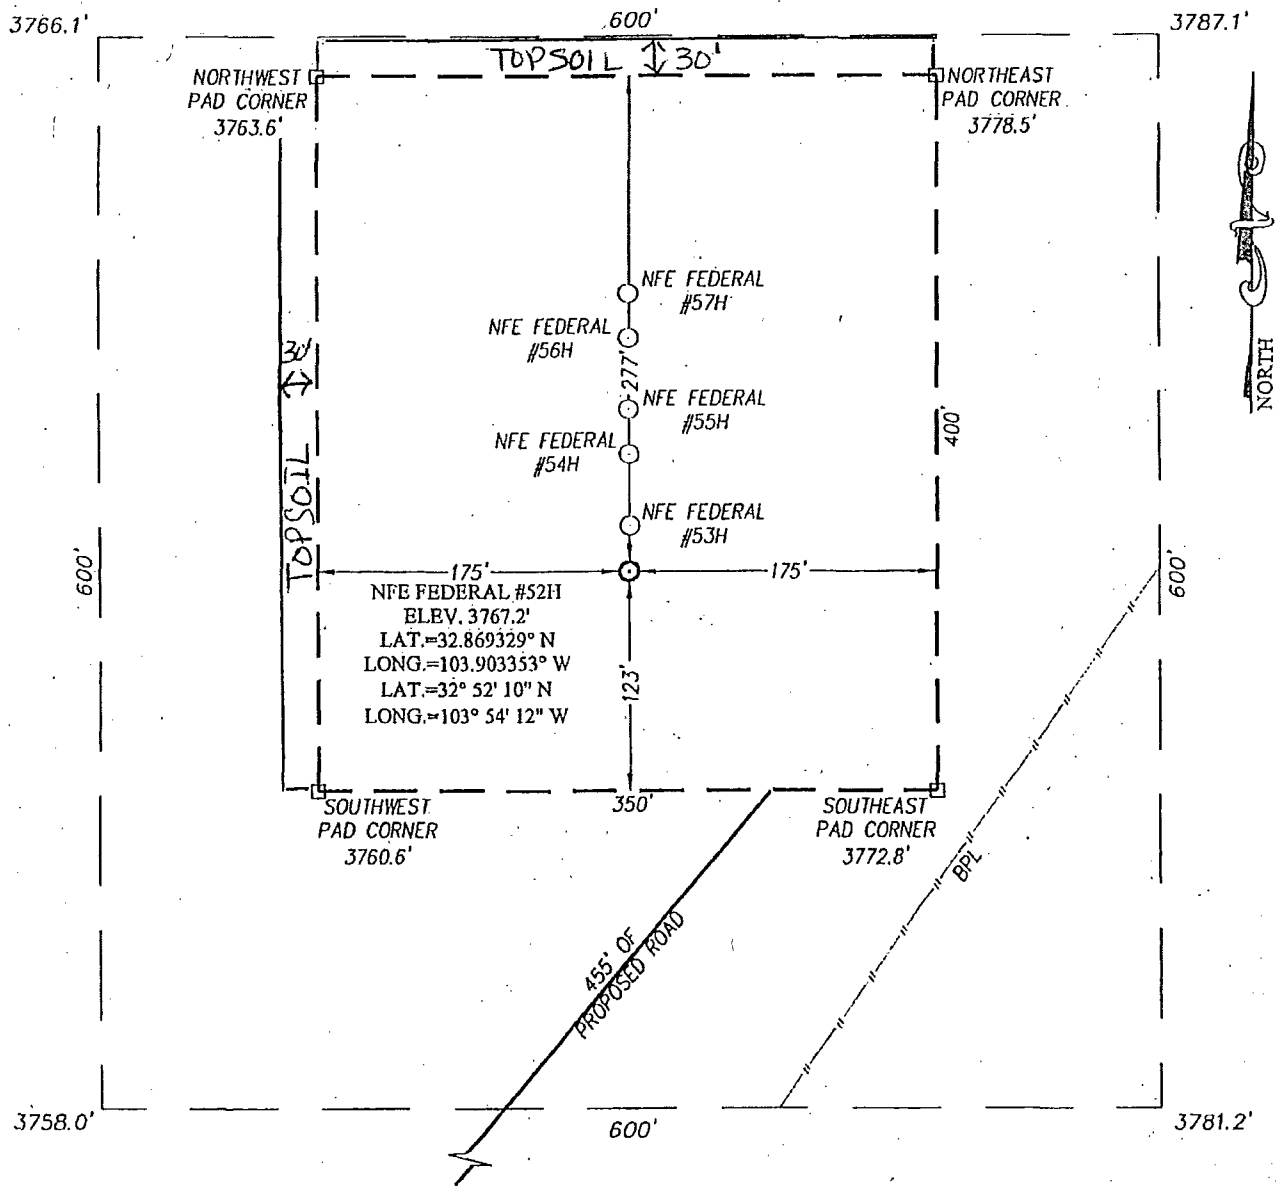 3766.1'
600'
3787.1'
TOPSOIL 30'
NORTHWEST
PAD CORNER
3763.6'
NORTHEAST
PAD CORNER
3778.5'
NORTH
NFE FEDERAL
#57H
NFE FEDERAL
#56H
277'
30'
NFE FEDERAL
#55H
NFE FEDERAL
#54H
400'
TOPSOIL
NFE FEDERAL
#53H
600'
175'
175'
600'
NFE FEDERAL #52H
ELEV. 3767.2'
LAT.=32.869329° N
LONG.=103.903353° W
LAT.=32° 52' 10" N
LONG.=103° 54' 12" W
123'
SOUTHWEST
PAD CORNER
3760.6'
350'
SOUTHEAST
PAD CORNER
3772.8'
BPL
455' OF
PROPOSED ROAD
3758.0'
600'
3781.2'